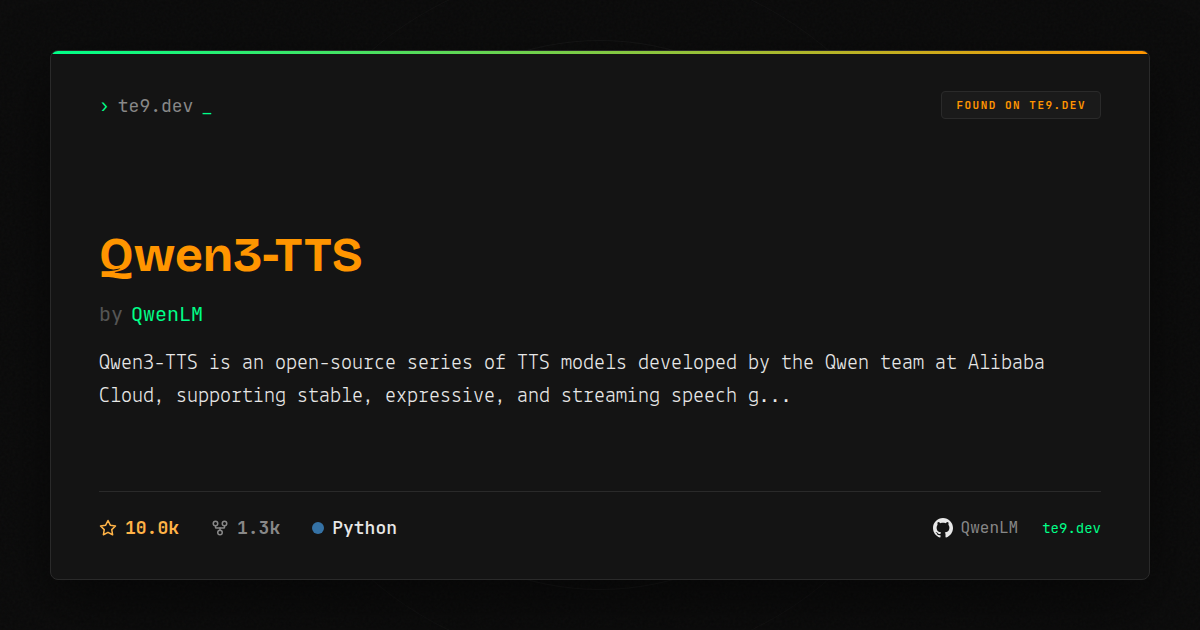 › te9.dev _
FOUND ON TE9.DEV
Qwen3-TTS
by QwenLM
Qwen3-TTS is an open-source series of TTS models developed by the Qwen team at Alibaba
Cloud, supporting stable, expressive, and streaming speech g...
10.0k 1.3k Python
QwenLM te9.dev